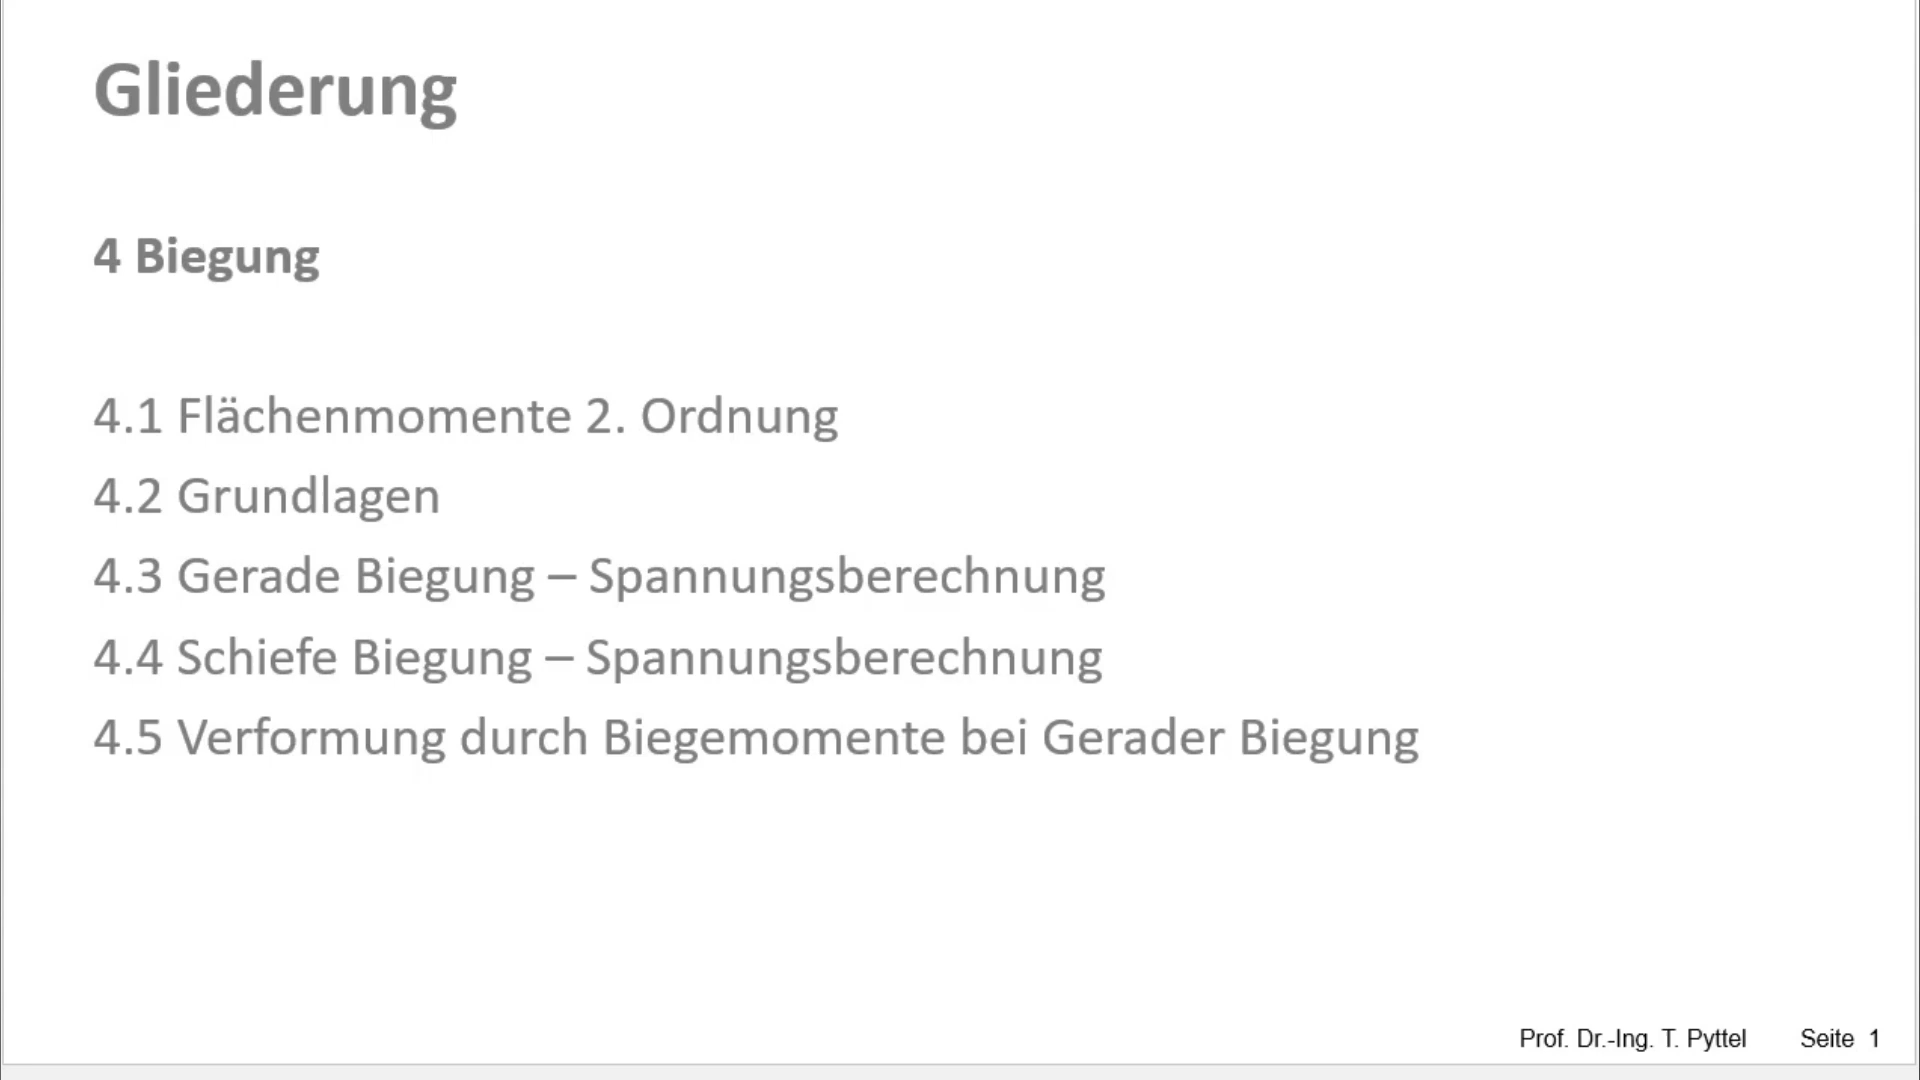 Gliederung
4 Biegung
4.1 Flächenmomente 2. Ordnung
4.2 Grundlagen
4.3 Gerade Biegung – Spannungsberechnung
4.4 Schiefe Biegung – Spannungsberechnung
4.5 Verformung durch Biegemomente bei Gerader Biegung
Prof. Dr.-Ing. T. Pyttel Seite 1